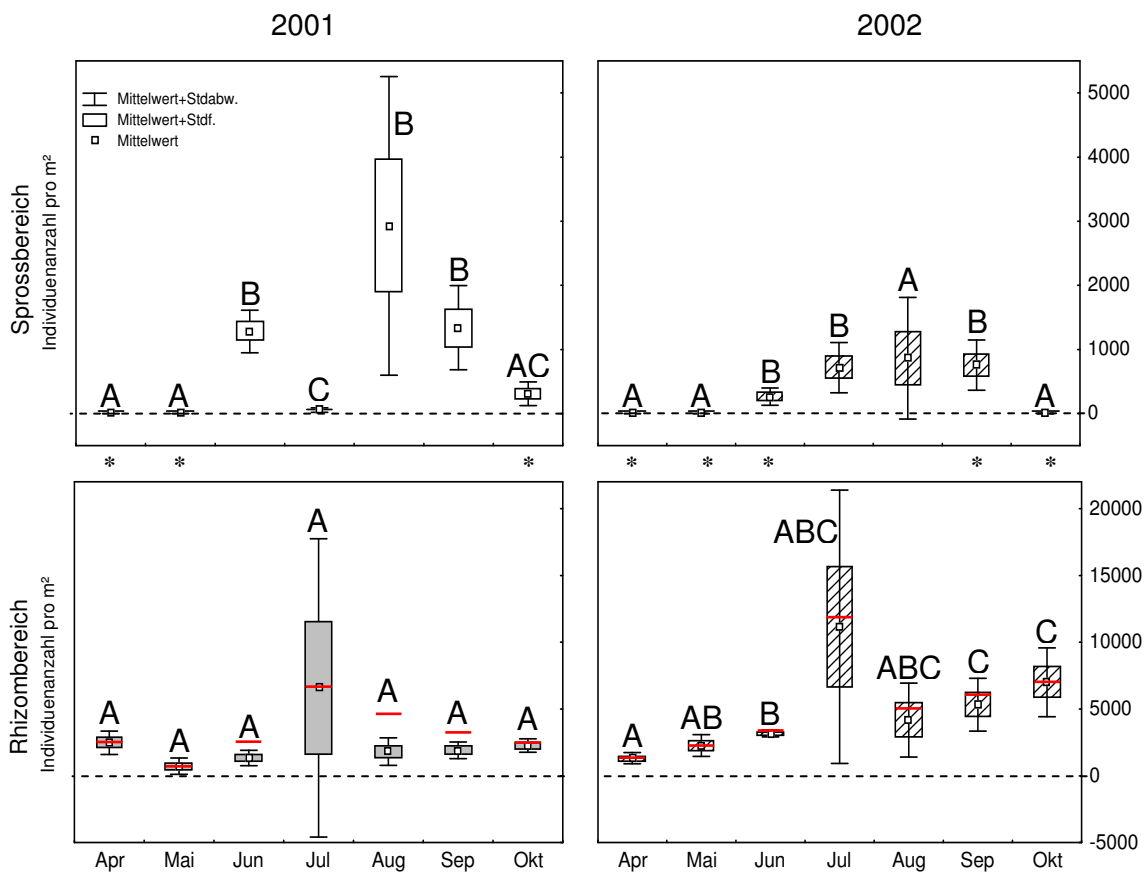 2001
2002
Mittelwert+Stdabw.
Mittelwert+Stdf.
Mittelwert
Sprossbereich
Individuenanzahl pro m²
A A B C B B AC
A A B B A B A
5000
4000
3000
2000
1000
0
* * *
* * * * *
Rhizombereich
Individuenanzahl pro m²
A A A A A A A
A AB B ABC ABC C C
20000
15000
10000
5000
0
-5000
Apr Mai Jun Jul Aug Sep Okt
Apr Mai Jun Jul Aug Sep Okt